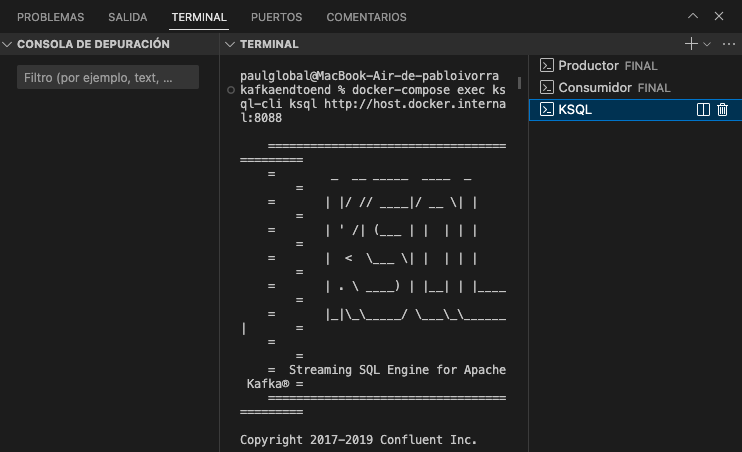 PROBLEMAS SALIDA TERMINAL PUERTOS COMENTARIOS
CONSOLA DE DEPURACIÓN
Filtro (por ejemplo, text, ...
TERMINAL
paulglobal@MacBook-Air-de-pabloivorra
kafkaendtoend % docker-compose exec ks
ql-cli ksql http://host.docker.interna
l:8088
==================================
=========
=        _  __ _____  ____  _
        =
=       | |/ // ____|/ __ \| |
        =
=       | ' /| (___ | |  | | |
        =
=       |  <  \___ \| |  | | |
        =
=       | . \ ____) | |__| | |____
        =
=       |_|\_\_____/ \___\_\______
|       =
=
        =
=  Streaming SQL Engine for Apache
Kafka® =
==================================
=========
Copyright 2017-2019 Confluent Inc.
Productor FINAL
Consumidor FINAL
KSQL